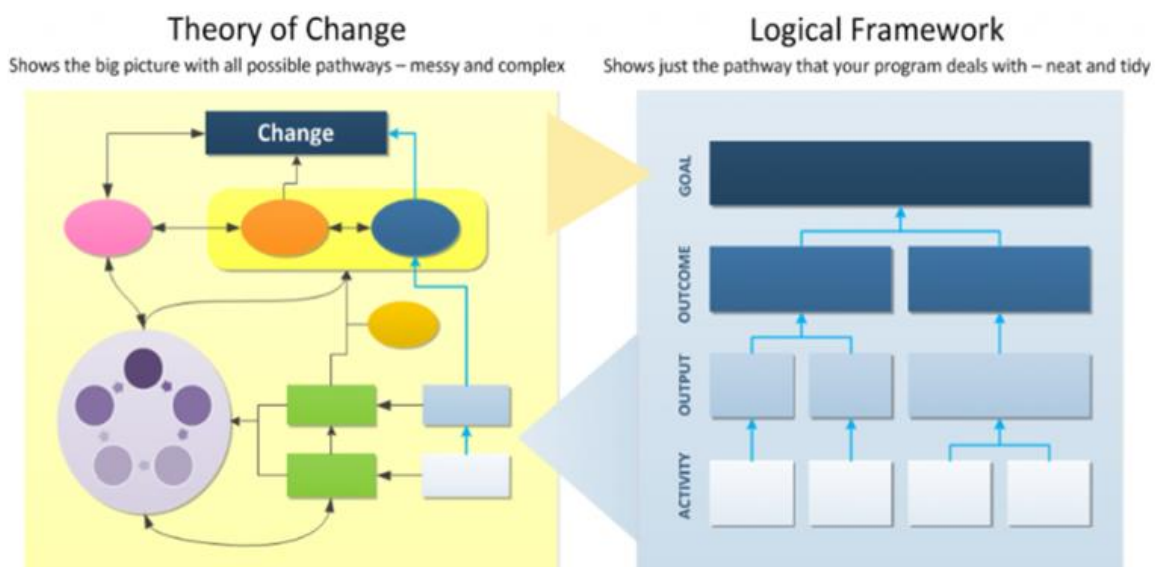 Theory of Change
Shows the big picture with all possible pathways – messy and complex
Change
Logical Framework
Shows just the pathway that your program deals with – neat and tidy
GOAL
OUTCOME
OUTPUT
ACTIVITY